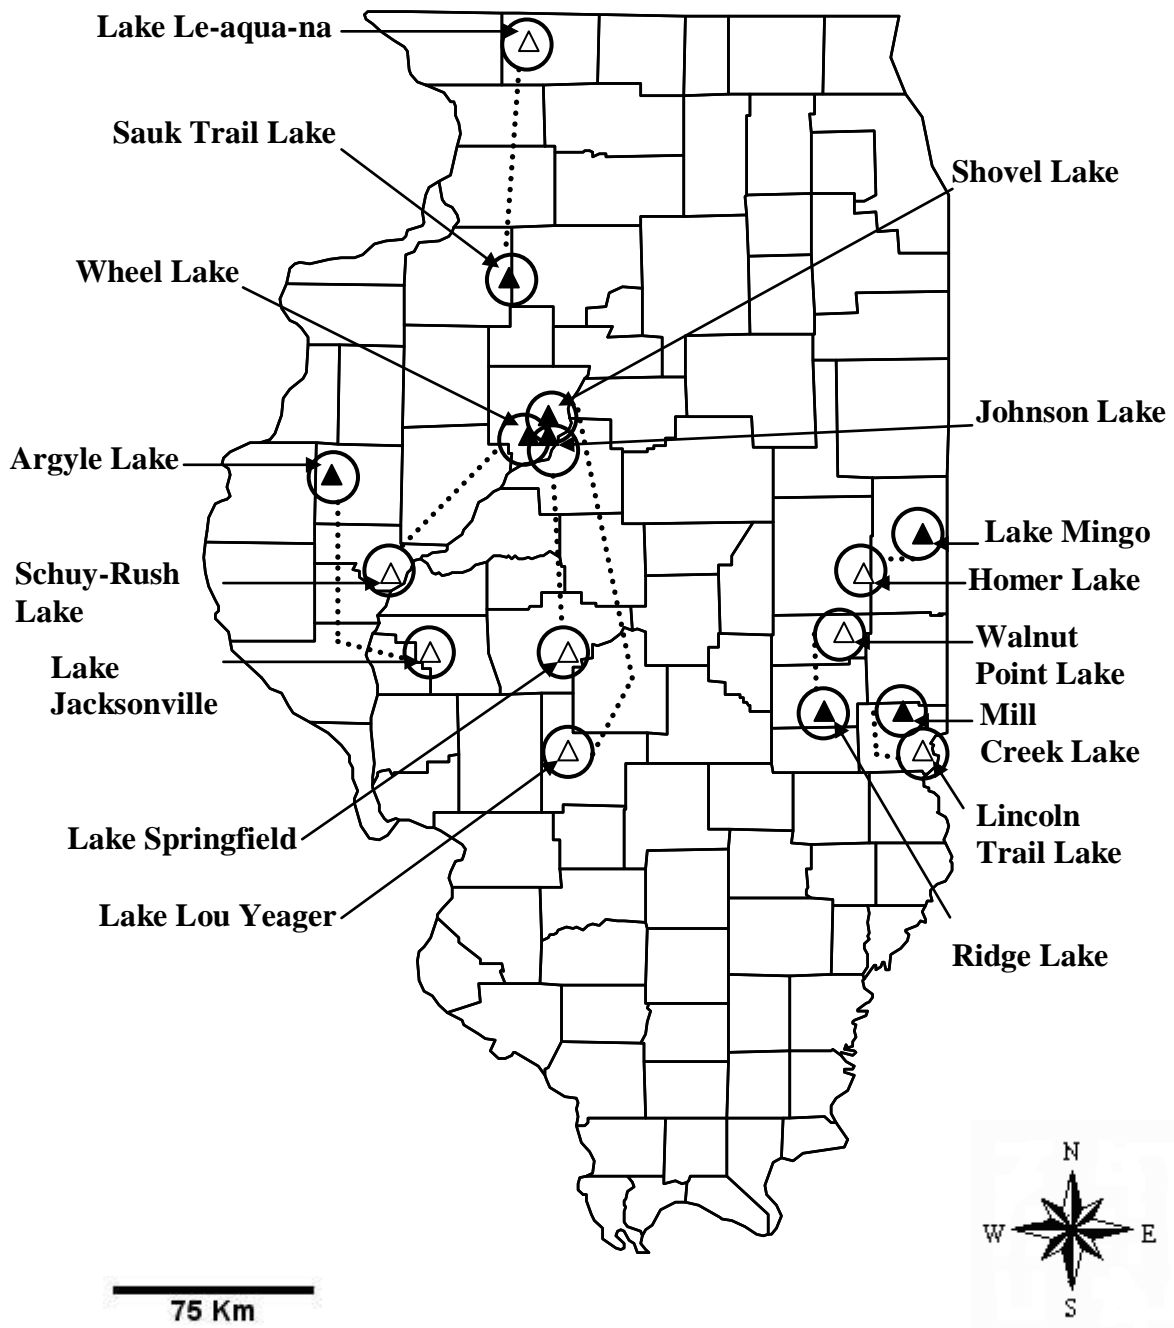 Lake Le-aqua-na
Sauk Trail Lake
Shovel Lake
Wheel Lake
Johnson Lake
Argyle Lake
Lake Mingo
Schuy-Rush
Lake
Homer Lake
Walnut
Point Lake
Lake
Jacksonville
Mill
Creek Lake
Lincoln
Trail Lake
Lake Springfield
Lake Lou Yeager
Ridge Lake
N
W
E
S
75 Km